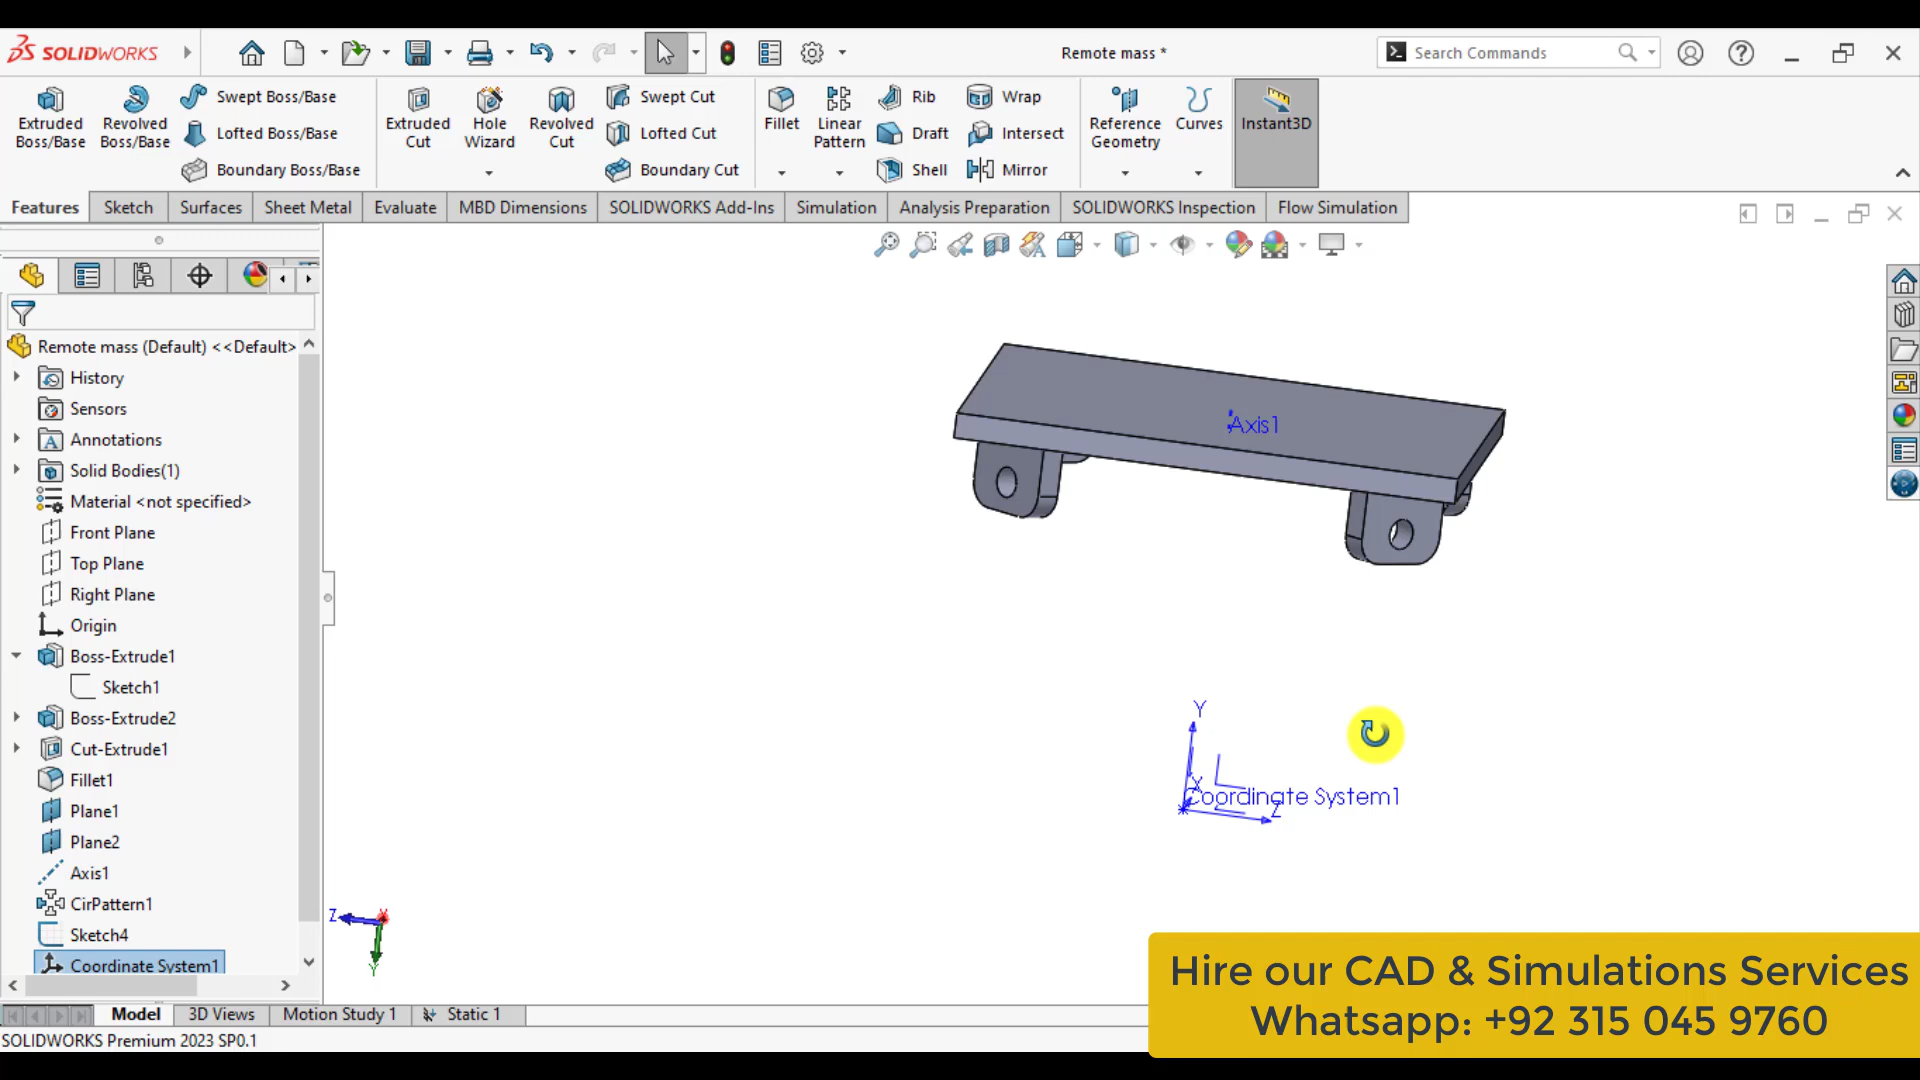 SOLIDWORKS
Remote mass *
Search Commands
Extruded Boss/Base
Revolved Boss/Base
Swept Boss/Base
Lofted Boss/Base
Boundary Boss/Base
Extruded Cut
Hole Wizard
Revolved Cut
Swept Cut
Lofted Cut
Boundary Cut
Fillet
Linear Pattern
Rib
Draft
Shell
Wrap
Intersect
Mirror
Reference Geometry
Curves
Instant3D
Features
Sketch
Surfaces
Sheet Metal
Evaluate
MBD Dimensions
SOLIDWORKS Add-Ins
Simulation
Analysis Preparation
SOLIDWORKS Inspection
Flow Simulation
Remote mass (Default) <<Default>
History
Sensors
Annotations
Solid Bodies(1)
Material <not specified>
Front Plane
Top Plane
Right Plane
Origin
Boss-Extrude1
Sketch1
Boss-Extrude2
Cut-Extrude1
Fillet1
Plane1
Plane2
Axis1
CirPattern1
Sketch4
Coordinate System1
Axis1
Y
X
Coordinate System1
Z
Z
X
Y
Model
3D Views
Motion Study 1
Static 1
SOLIDWORKS Premium 2023 SP0.1
Hire our CAD & Simulations Services
Whatsapp: +92 315 045 9760